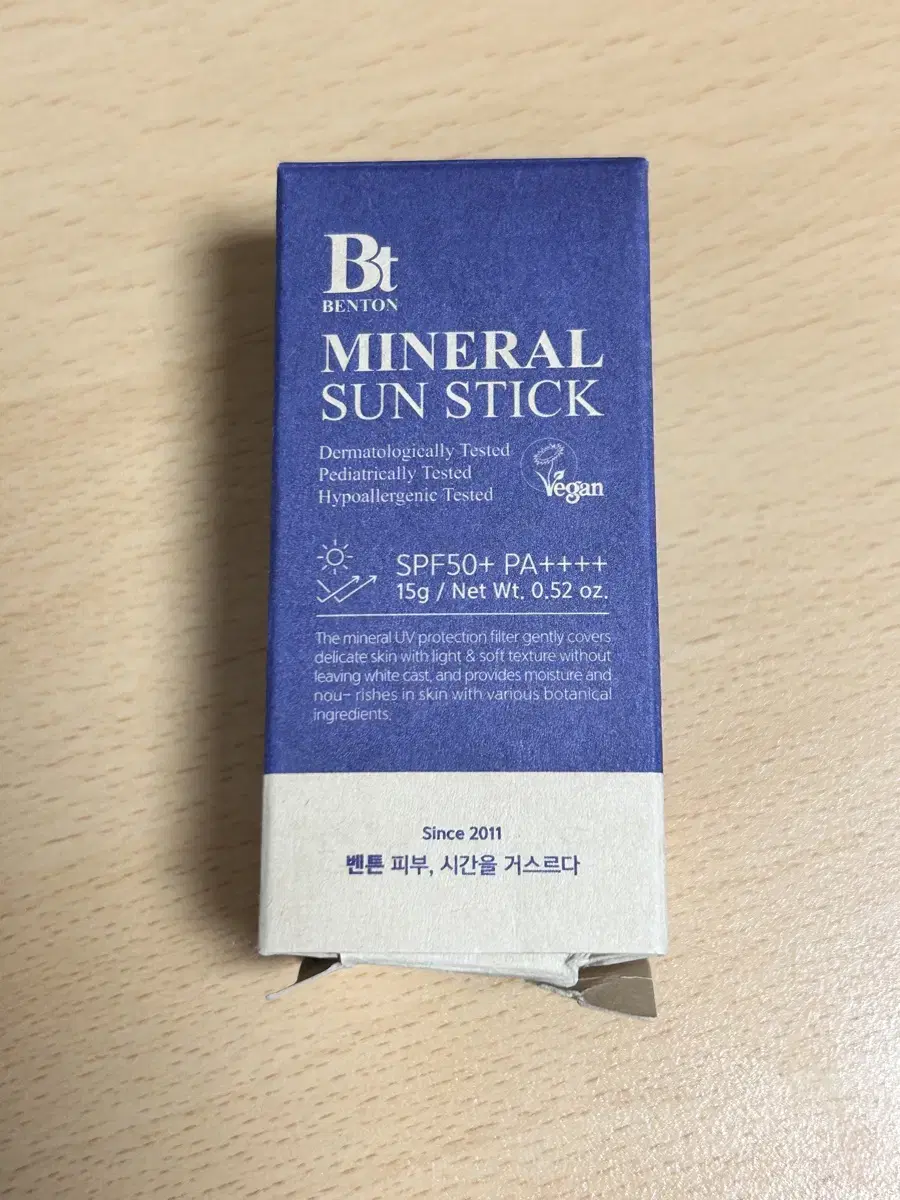 Bt
BENTON
MINERAL
SUN STICK
Dermatologically Tested
Pediatrically Tested
Hypoallergenic Tested
Vegan
SPF50+ PA++++
15g / Net Wt. 0.52 oz.
The mineral UV protection filter gently covers
delicate skin with light & soft texture without
leaving white cast, and provides moisture and
nou- rishes in skin with various botanical
ingredients.
Since 2011
벤튼 피부, 시간을 거스르다